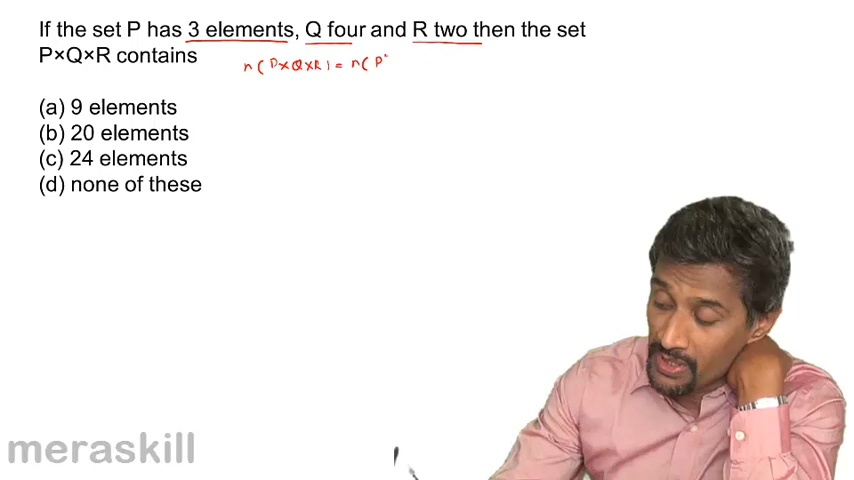 If the set P has 3 elements, Q four and R two then the set
P×Q×R contains
n(P×Q×R) = n(P
(a) 9 elements
(b) 20 elements
(c) 24 elements
(d) none of these
meraskill